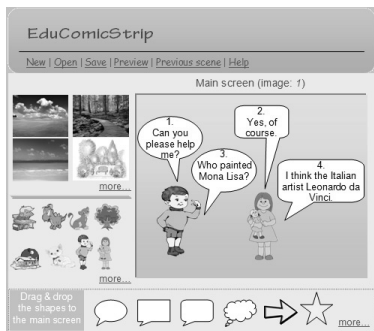 EduComicStrip
New | Open | Save | Preview | Previous scene | Help
Main screen (image: 1)
1.
Can you
please help
me?
2.
Yes, of
course.
3.
Who painted
Mona Lisa?
4.
I think the Italian
artist Leonardo da
Vinci.
more...
more...
Drag & drop
the shapes to
the main screen
more...